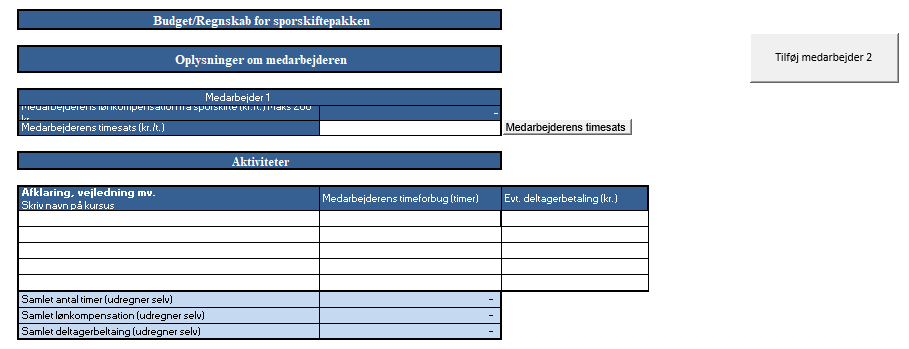 Budget/Regnskab for sporskiftepakken
Oplysninger om medarbejderen
Tilføj medarbejder 2
Medarbejder 1
Medarbejderens lønkompensation fra sporskifte (kr./t.) Maks 200
kr. -
Medarbejderens timesats (kr./t.) Medarbejderens timesats
Aktiviteter
Afklaring, vejledning mv.
Skriv navn på kursus Medarbejderens timeforbug (timer) Evt. deltagerbetaling (kr.)
Samlet antal timer (udregner selv) -
Samlet lønkompensation (udregner selv) -
Samlet deltagerbeltaing (udregner selv) -